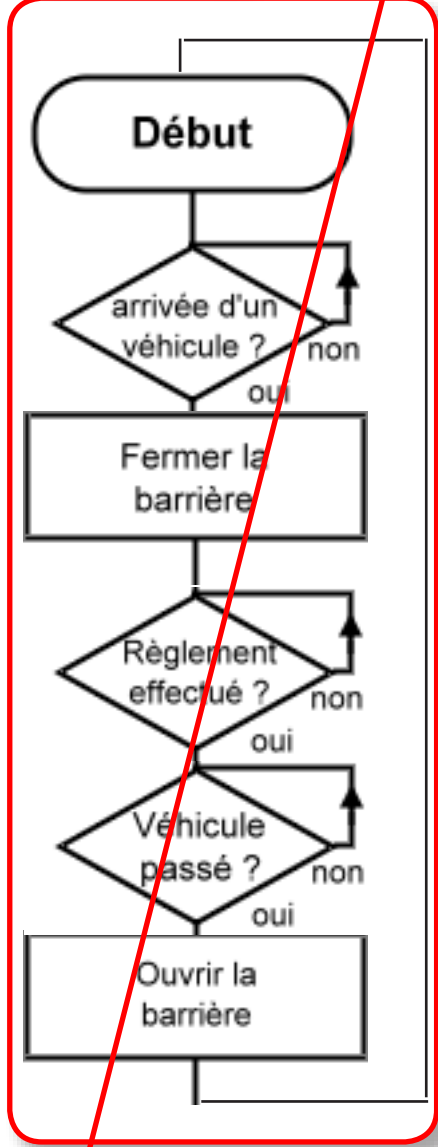 Début
arrivée d'un
véhicule ?
non
oui
Fermer la
barrière
Règlement
effectué ?
non
oui
Véhicule
passé ?
non
oui
Ouvrir la
barrière